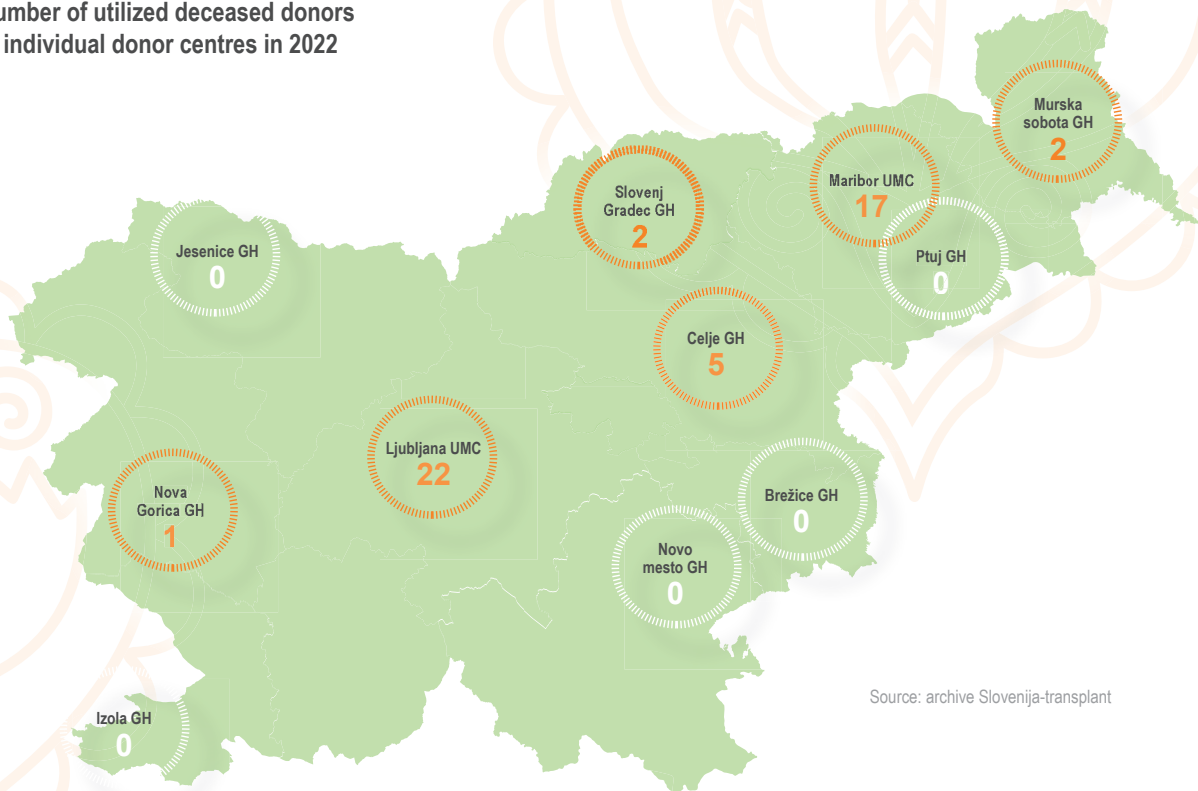 umber of utilized deceased donors
individual donor centres in 2022
Murska
sobota GH
2
Maribor UMC
17
Slovenj
Gradec GH
2
Ptuj GH
0
Jesenice GH
0
Celje GH
5
Ljubljana UMC
22
Nova
Gorica GH
1
Brežice GH
0
Novo
mesto GH
0
Izola GH
0
Source: archive Slovenija-transplant